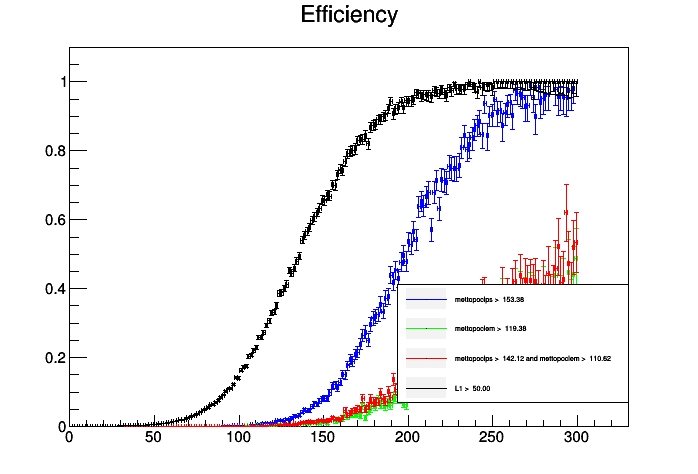 Efficiency
1
0.8
0.6
0.4
0.2
0
mettopoclps > 153.38
mettopoclem > 119.38
mettopoclps > 142.12 and mettopoclem > 110.62
L1 > 50.00
0 50 100 150 200 250 300